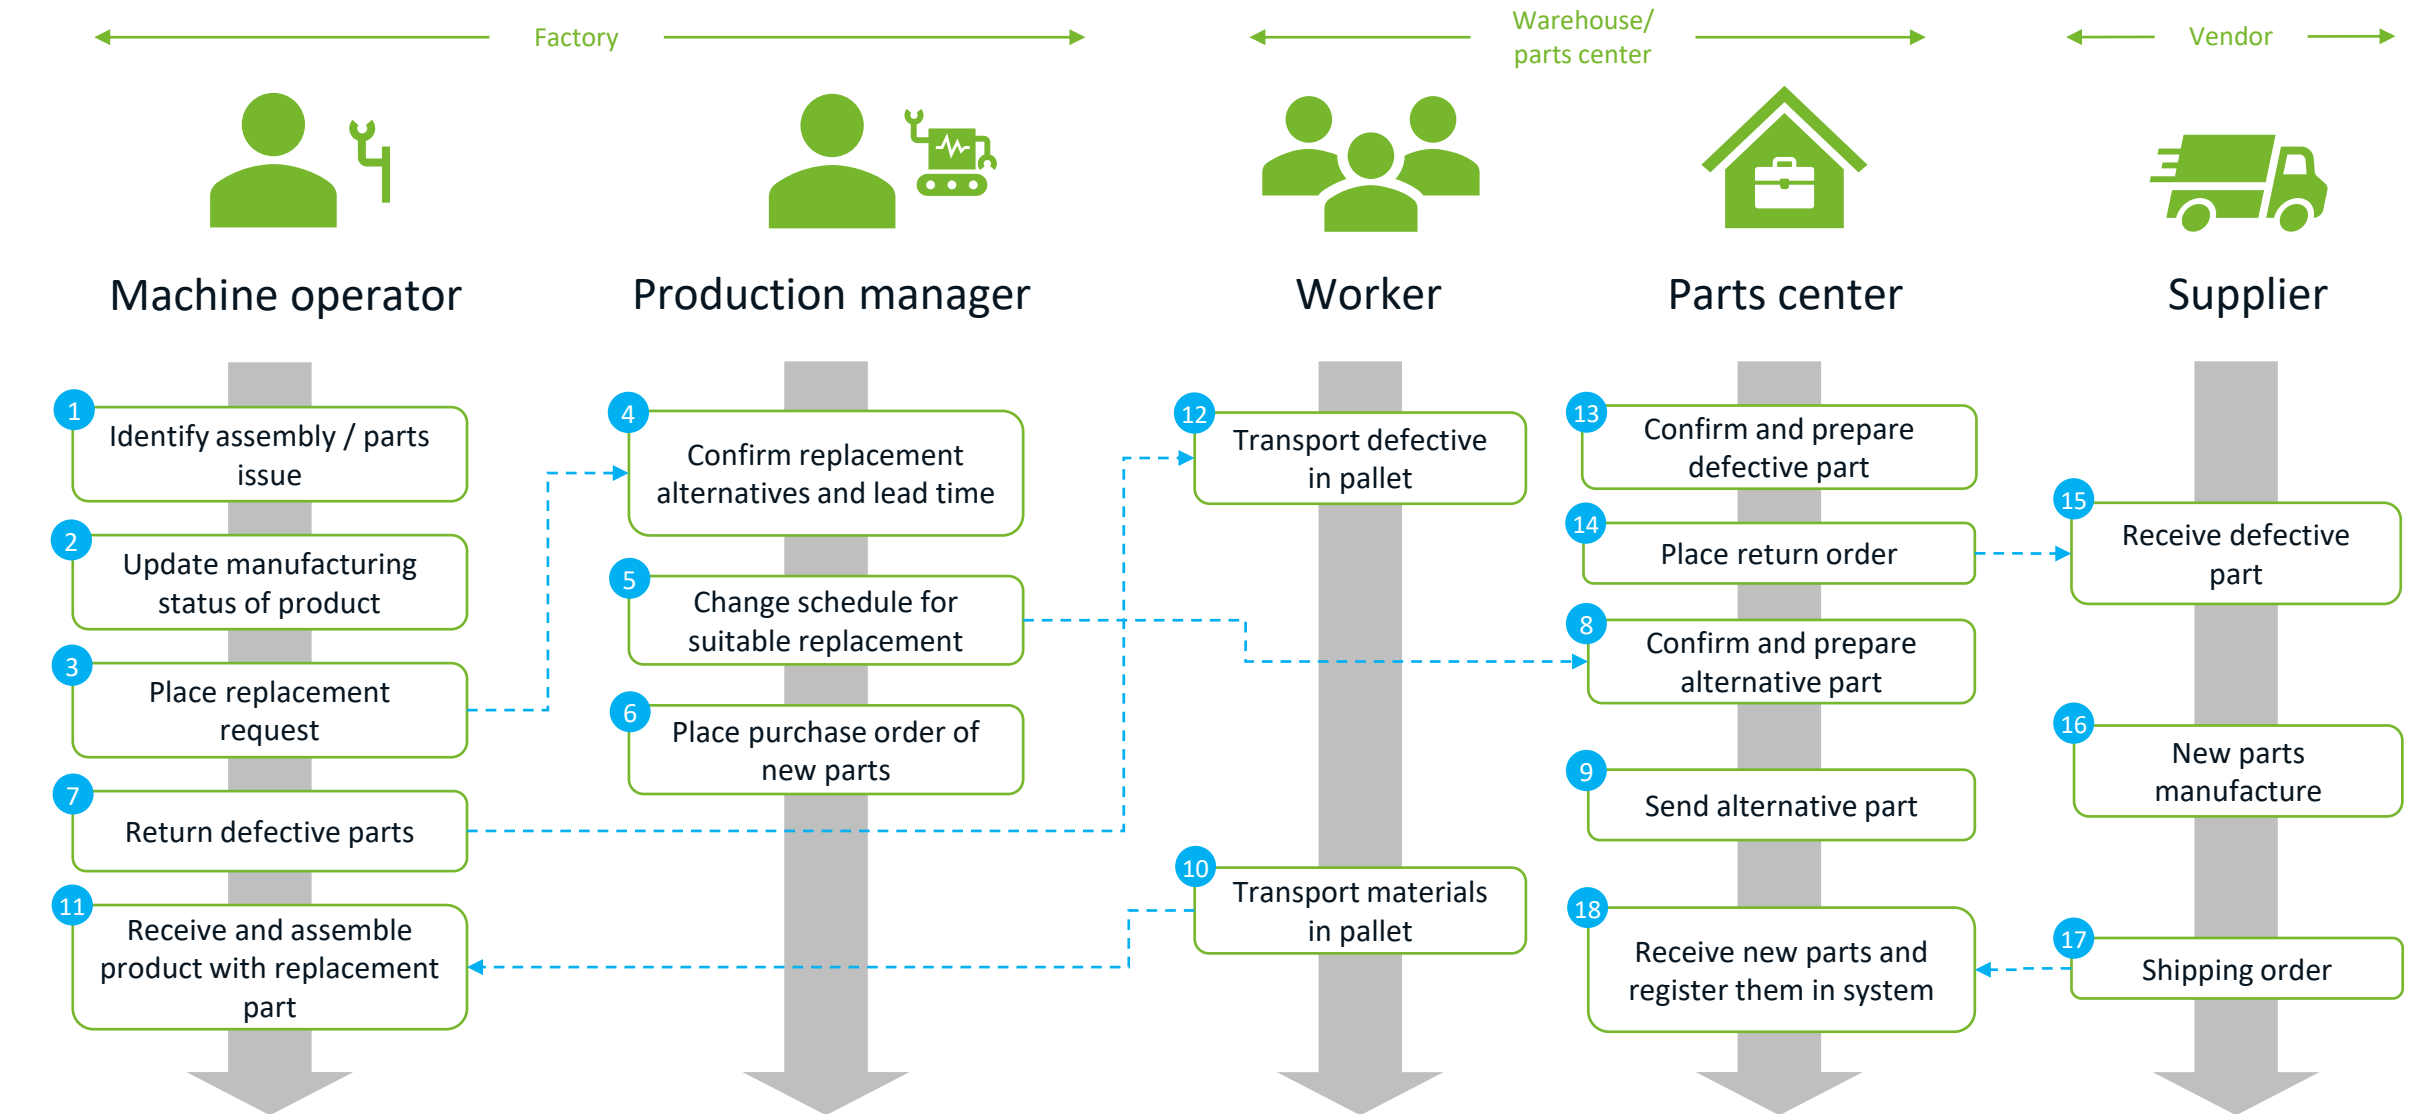 Factory
Warehouse/
parts center
Vendor
Machine operator
Production manager
Worker
Parts center
Supplier
1
Identify assembly / parts
issue
2
Update manufacturing
status of product
3
Place replacement
request
7
Return defective parts
11
Receive and assemble
product with replacement
part
4
Confirm replacement
alternatives and lead time
5
Change schedule for
suitable replacement
6
Place purchase order of
new parts
12
Transport defective
in pallet
10
Transport materials
in pallet
13
Confirm and prepare
defective part
14
Place return order
8
Confirm and prepare
alternative part
9
Send alternative part
18
Receive new parts and
register them in system
15
Receive defective
part
16
New parts
manufacture
17
Shipping order